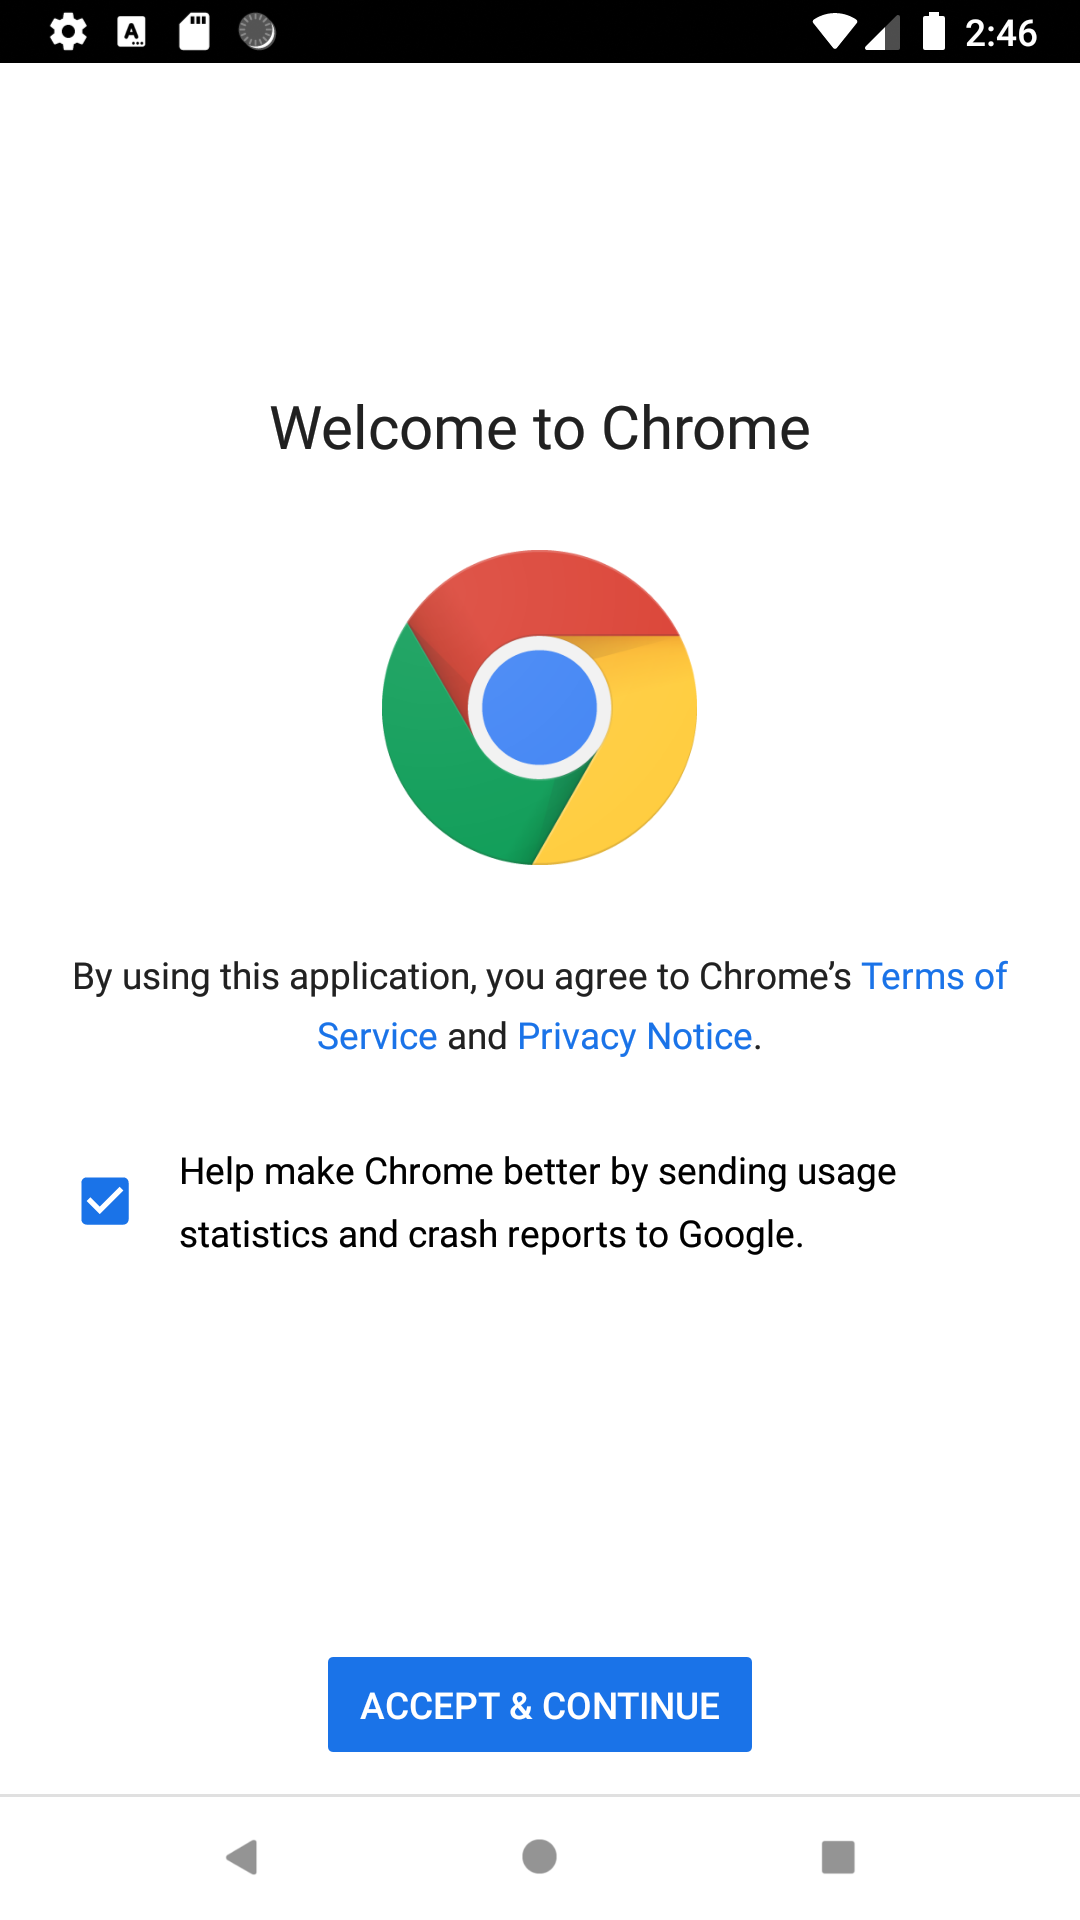 2:46
Welcome to Chrome
By using this application, you agree to Chrome’s Terms of
Service and Privacy Notice.
Help make Chrome better by sending usage
statistics and crash reports to Google.
ACCEPT & CONTINUE